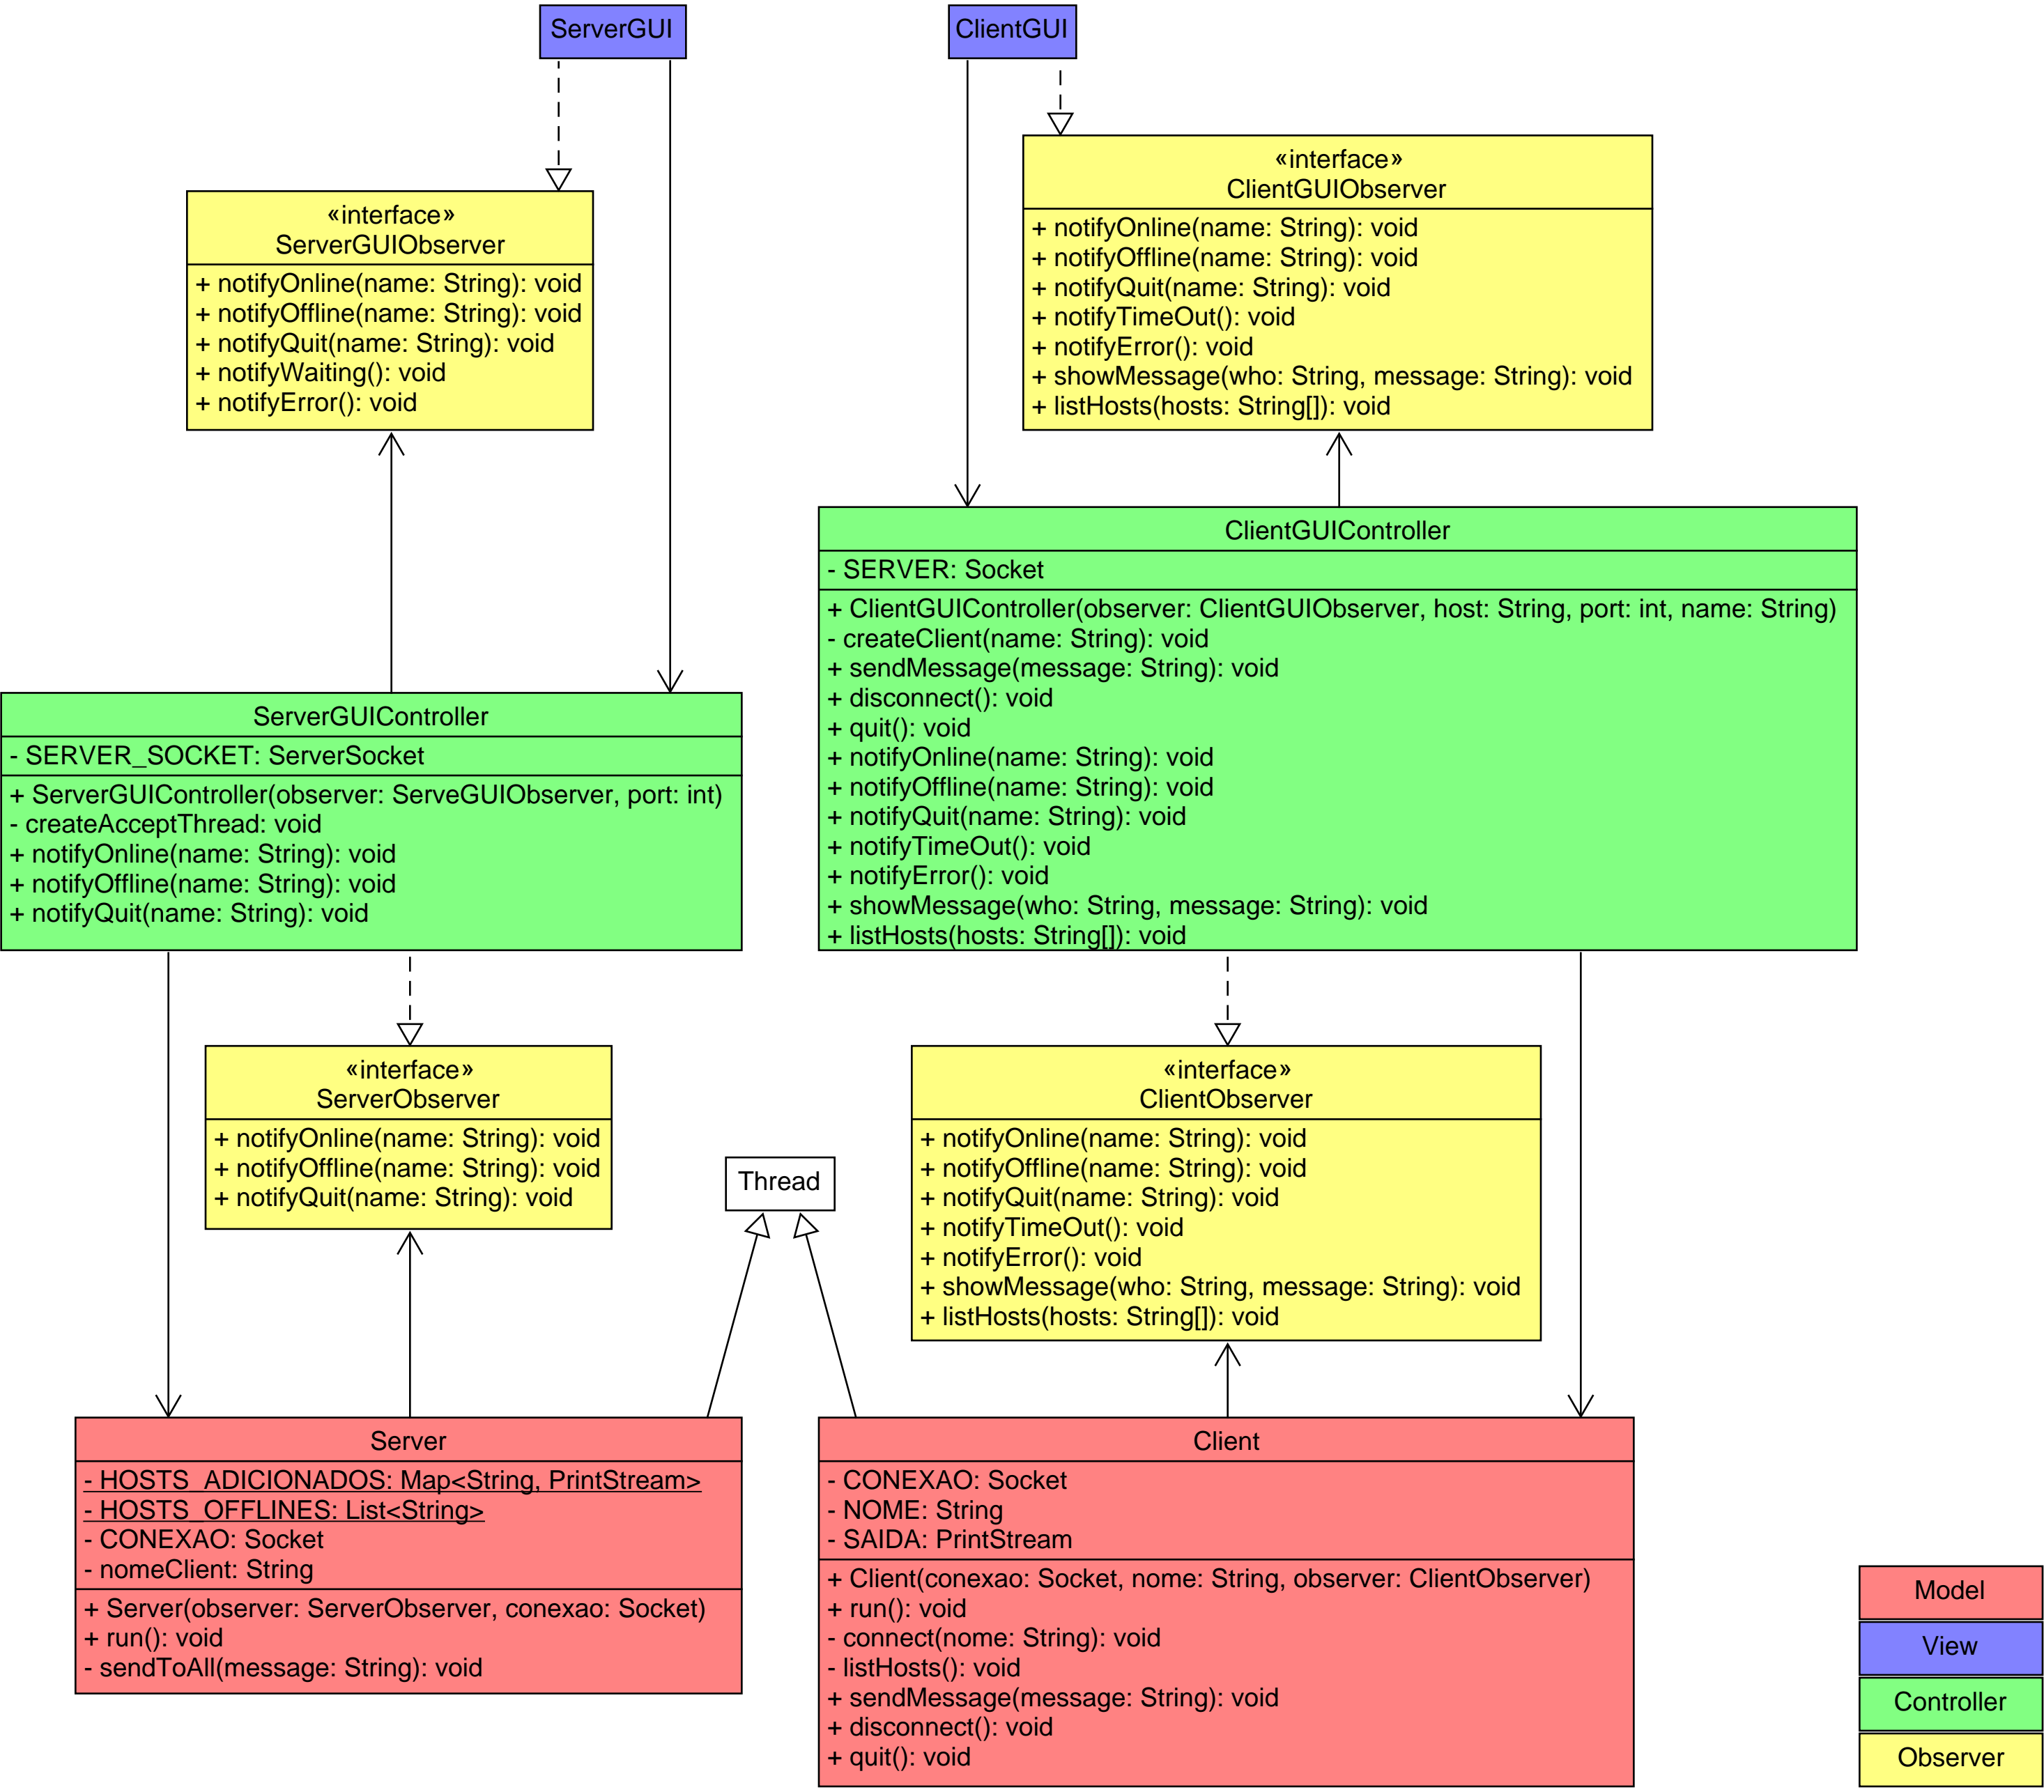 ServerGUI
ClientGUI
«interface»
ServerGUIObserver
+ notifyOnline(name: String): void
+ notifyOffline(name: String): void
+ notifyQuit(name: String): void
+ notifyWaiting(): void
+ notifyError(): void
«interface»
ClientGUIObserver
+ notifyOnline(name: String): void
+ notifyOffline(name: String): void
+ notifyQuit(name: String): void
+ notifyTimeOut(): void
+ notifyError(): void
+ showMessage(who: String, message: String): void
+ listHosts(hosts: String[]): void
ServerGUIController
- SERVER_SOCKET: ServerSocket
+ ServerGUIController(observer: ServeGUIObserver, port: int)
- createAcceptThread: void
+ notifyOnline(name: String): void
+ notifyOffline(name: String): void
+ notifyQuit(name: String): void
ClientGUIController
- SERVER: Socket
+ ClientGUIController(observer: ClientGUIObserver, host: String, port: int, name: String)
- createClient(name: String): void
+ sendMessage(message: String): void
+ disconnect(): void
+ quit(): void
+ notifyOnline(name: String): void
+ notifyOffline(name: String): void
+ notifyQuit(name: String): void
+ notifyTimeOut(): void
+ notifyError(): void
+ showMessage(who: String, message: String): void
+ listHosts(hosts: String[]): void
«interface»
ServerObserver
+ notifyOnline(name: String): void
+ notifyOffline(name: String): void
+ notifyQuit(name: String): void
Thread
«interface»
ClientObserver
+ notifyOnline(name: String): void
+ notifyOffline(name: String): void
+ notifyQuit(name: String): void
+ notifyTimeOut(): void
+ notifyError(): void
+ showMessage(who: String, message: String): void
+ listHosts(hosts: String[]): void
Server
- HOSTS_ADICIONADOS: Map<String, PrintStream>
- HOSTS_OFFLINES: List<String>
- CONEXAO: Socket
- nomeClient: String
+ Server(observer: ServerObserver, conexao: Socket)
+ run(): void
- sendToAll(message: String): void
Client
- CONEXAO: Socket
- NOME: String
- SAIDA: PrintStream
+ Client(conexao: Socket, nome: String, observer: ClientObserver)
+ run(): void
- connect(nome: String): void
- listHosts(): void
+ sendMessage(message: String): void
+ disconnect(): void
+ quit(): void
Model
View
Controller
Observer